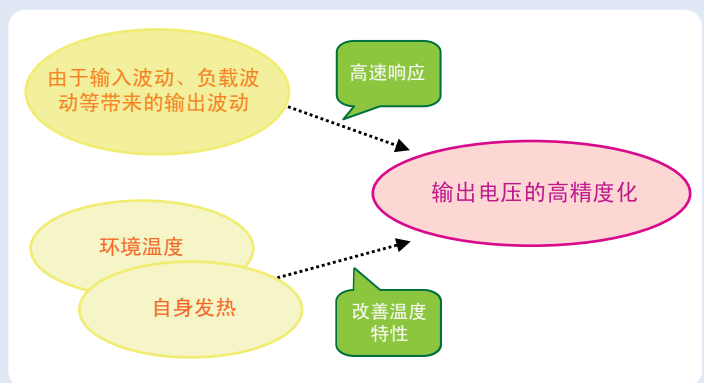 由于输入波动、负载波
动等带来的输出波动
高速响应
输出电压的高精度化
环境温度
自身发热
改善温度
特性